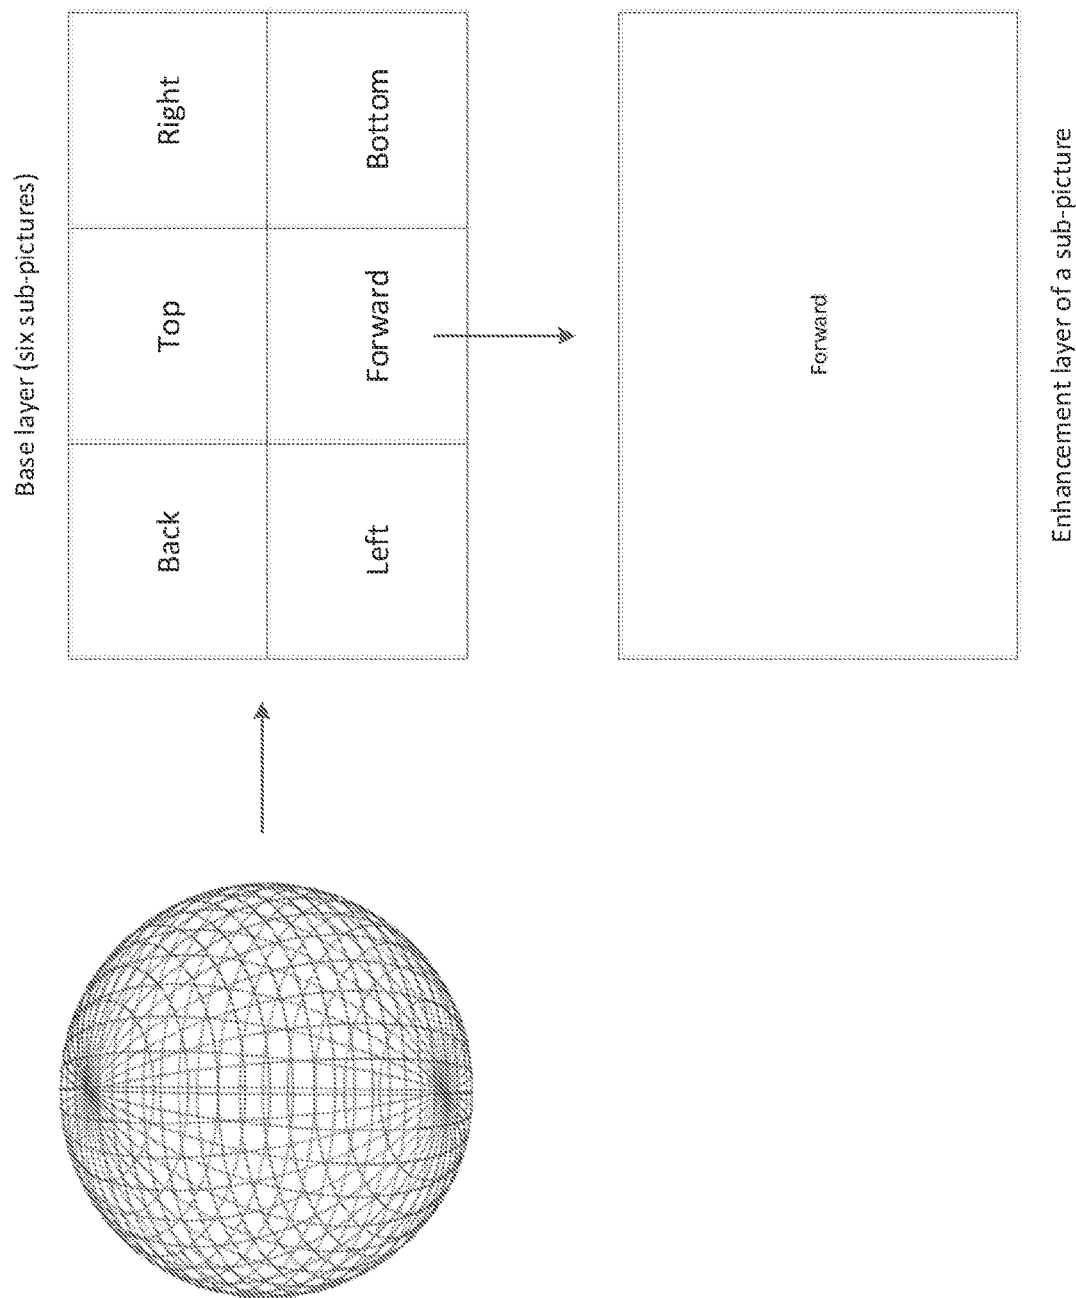 Base layer (six sub-pictures)
Back Top Right
Left Forward Bottom
Forward
Enhancement layer of a sub-picture